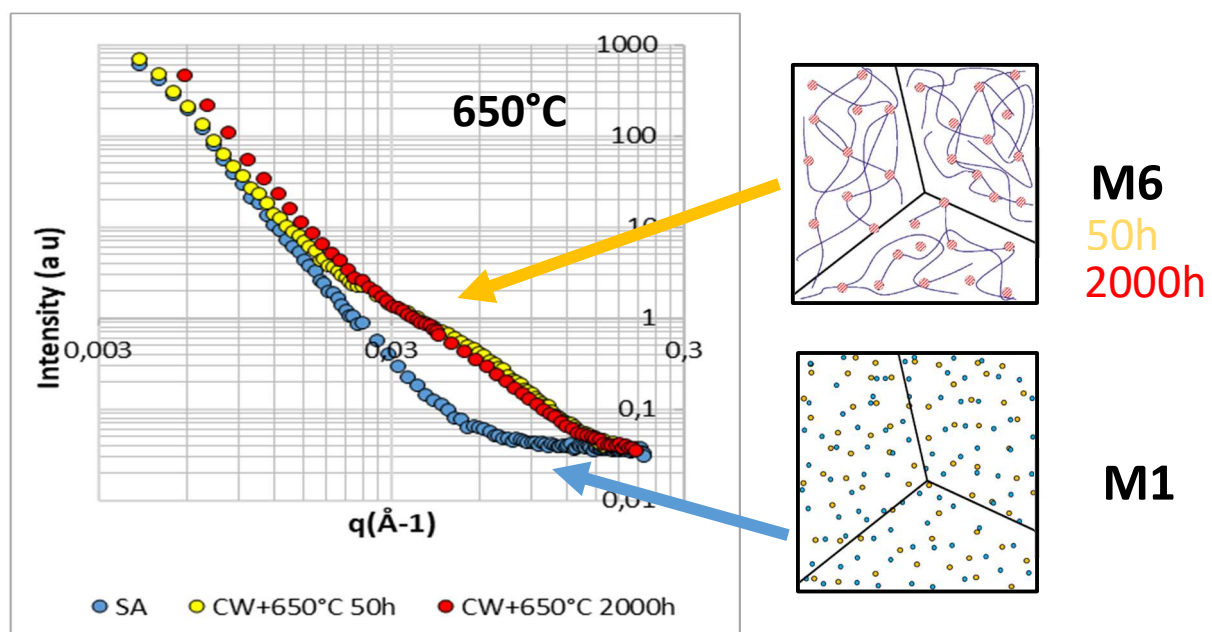 1000
650°C
100
10
1
0,003
0,03
0,3
0,1
0,01
Intensity (a u)
q(Å-1)
SA
CW+650°C 50h
CW+650°C 2000h
M6
50h
2000h
M1